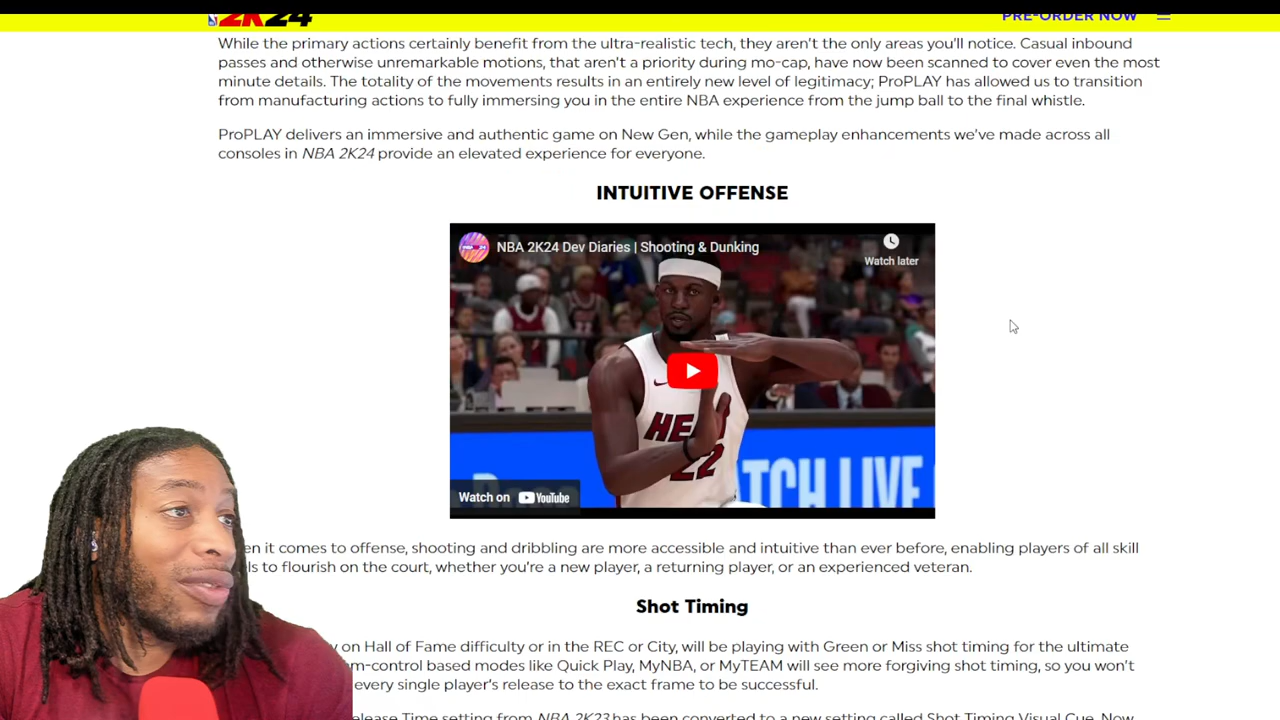 2K24
PRE-ORDER NOW
While the primary actions certainly benefit from the ultra-realistic tech, they aren't the only areas you'll notice. Casual inbound
passes and otherwise unremarkable motions, that aren't a priority during mo-cap, have now been scanned to cover even the most
minute details. The totality of the movements results in an entirely new level of legitimacy; ProPLAY has allowed us to transition
from manufacturing actions to fully immersing you in the entire NBA experience from the jump ball to the final whistle.
ProPLAY delivers an immersive and authentic game on New Gen, while the gameplay enhancements we've made across all
consoles in NBA 2K24 provide an elevated experience for everyone.
INTUITIVE OFFENSE
NBA 2K24 Dev Diaries | Shooting & Dunking
Watch later
HEA
22
TCH LIVE
Watch on YouTube
en it comes to offense, shooting and dribbling are more accessible and intuitive than ever before, enabling players of all skill
ls to flourish on the court, whether you're a new player, a returning player, or an experienced veteran.
Shot Timing
on Hall of Fame difficulty or in the REC or City, will be playing with Green or Miss shot timing for the ultimate
m-control based modes like Quick Play, MyNBA, or MyTEAM will see more forgiving shot timing, so you won't
every single player's release to the exact frame to be successful.
elease Time setting from NBA 2K23 has been converted to a new setting called Shot Timing Visual Cue. Now